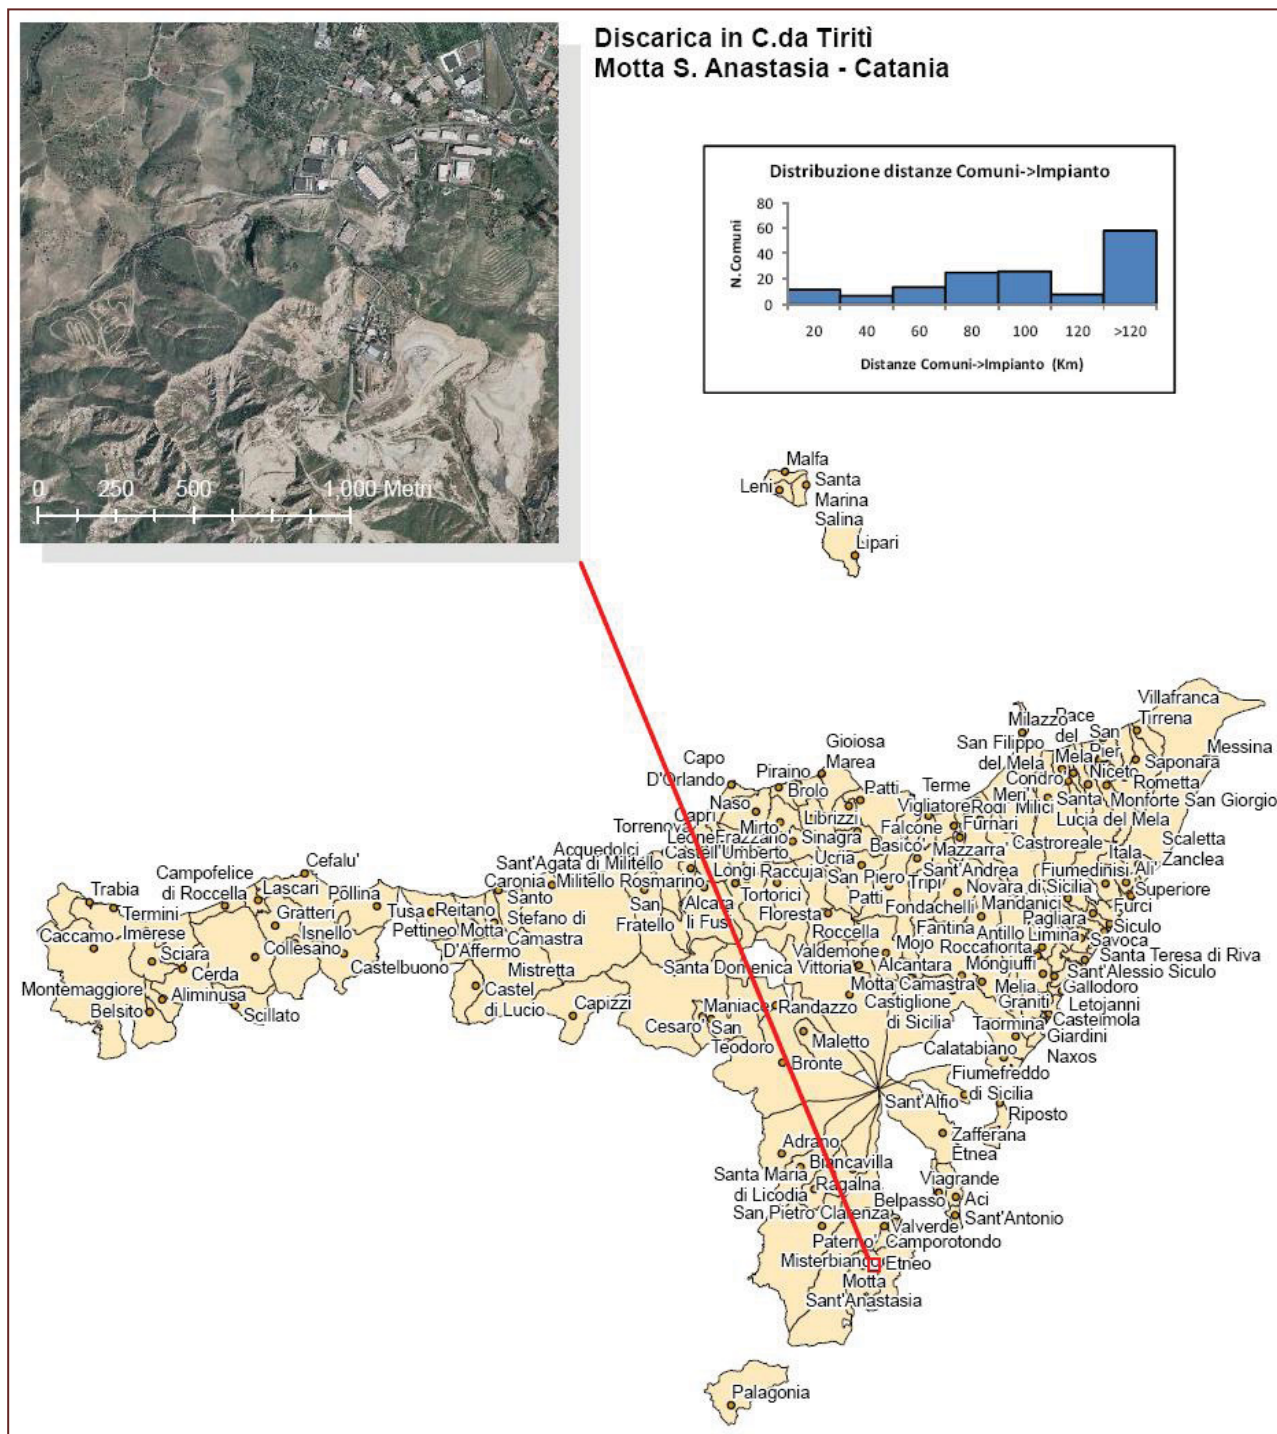 Discarica in C.da Tiritì
Motta S. Anastasia - Catania
Distribuzione distanze Comuni->Impianto
N.Comuni
80
60
40
20
0
20 40 60 80 100 120 >120
Distanze Comuni->Impianto (Km)
0 250 500 1,000 Metri
Malfa
Leni
Santa
Marina
Salina
Lipari
Villafranca
Tirrena
Milazzo
Pace
del
Mela
San
Pier
Niceto
San Filippo
del Mela
Messina
Saponara
Rometta
Condro
Gioiosa
Marea
Capo
D'Orlando
Piraino
Brolo
Patti
Terme
Vigliatore
Meri'
Rodi' Milici
Santa
Lucia del Mela
Monforte San Giorgio
Naso
Librizzi
Furnari
Falcone
Capri
Leone
Torrenova
Mirto
Frazzano
Sinagra
Basico'
Mazzarra'
Castroreale
Scaletta
Zanclea
Itala
Acquedolci
Sant'Agata di Militello
Castell'Umberto
Ucria
Sant'Andrea
Fiumedinisi
Ali'
Superiore
Cefalu'
Campofelice
di Roccella
Lascari
Pollina
Caronia
Militello Rosmarino
Longi
Raccuja
San Piero
Patti
Tripi
Novara di Sicilia
Trabia
Termini
Imerese
Gratteri
Isnello
Tusa
Reitano
Santo
Stefano di
Camastra
San
Fratello
Alcara
li Fusi
Tortorici
Floresta
Fondachelli
Fantina
Mandanici
Furci
Siculo
Pagliara
Pettineo
Motta
D'Affermo
Roccella
Valdemone
Antillo
Limina
Savoca
Caccamo
Sciara
Collesano
Castelbuono
Mojo
Alcantara
Roccafiorita
Santa Teresa di Riva
Cerda
Mistretta
Santa Domenica Vittoria
Mongiuffi
Melia
Sant'Alessio Siculo
Montemaggiore
Belsito
Aliminusa
Scillato
Castel
di Lucio
Capizzi
Motta Camastra
Gallodoro
Letojanni
Maniace
Randazzo
Castiglione
di Sicilia
Graniti
Castelmola
Cesaro'
San
Teodoro
Taormina
Giardini
Naxos
Maletto
Calatabiano
Bronte
Fiumefreddo
di Sicilia
Sant'Alfio
Riposto
Zafferana
Etnea
Adrano
Biancavilla
Santa Maria
di Licodia
Ragalna
Viagrande
Belpasso
Aci
Sant'Antonio
San Pietro Clarenza
Valverde
Paterno'
Camporotondo
Etneo
Misterbianco
Motta
Sant'Anastasia
Palagonia